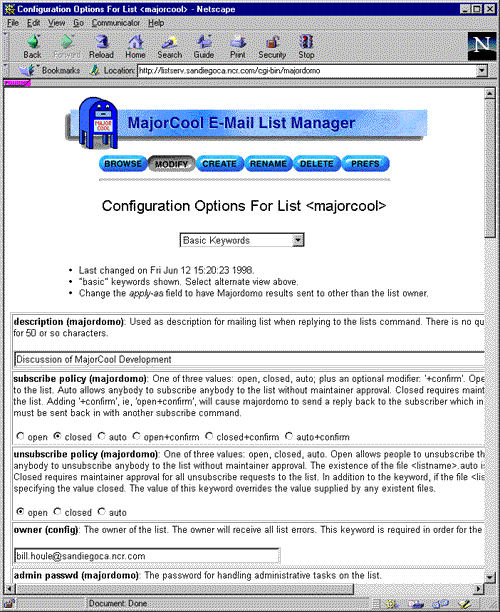 Configuration Options For List <majorcool> - Netscape
File Edit View Go Communicator Help
Back Forward Reload Home Search Guide Print Security Stop
N
Bookmarks Location: http://listserv.sandiegoca.ncr.com/cgi-bin/majordomo
MAJOR COOL
MajorCool E-Mail List Manager
BROWSE MODIFY CREATE RENAME DELETE PREFS
Configuration Options For List <majorcool>
Basic Keywords
• Last changed on Fri Jun 12 15:20:23 1998.
• "basic" keywords shown. Select alternate view above.
• Change the apply-as field to have Majordomo results sent to other than the list owner.
description (majordomo): Used as description for mailing list when replying to the lists command. There is no qu
for 50 or so characters.
Discussion of MajorCool Development
subscribe policy (majordomo): One of three values: open, closed, auto; plus an optional modifier: '+confirm'. Ope
to the list. Auto allows anybody to subscribe anybody to the list without maintainer approval. Closed requires maint
the list. Adding '+confirm', ie, 'open+confirm', will cause majordomo to send a reply back to the subscriber which in
must be sent back in with another subscribe command.
open closed auto open+confirm closed+confirm auto+confirm
unsubscribe policy (majordomo): One of three values: open, closed, auto. Open allows people to unsubscribe th
anybody to unsubscribe anybody to the list without maintainer approval. The existence of the file <listname>.auto is
Closed requires maintainer approval for all unsubscribe requests to the list. In addition to the keyword, if the file <lis
specifying the value closed. The value of this keyword overrides the value supplied by any existent files.
open closed auto
owner (config): The owner of the list. The owner will receive all list errors. This keyword is required in order for the
bill.houle@sandiegoca.ncr.com
admin passwd (majordomo): The password for handling administrative tasks on the list.
Document: Done